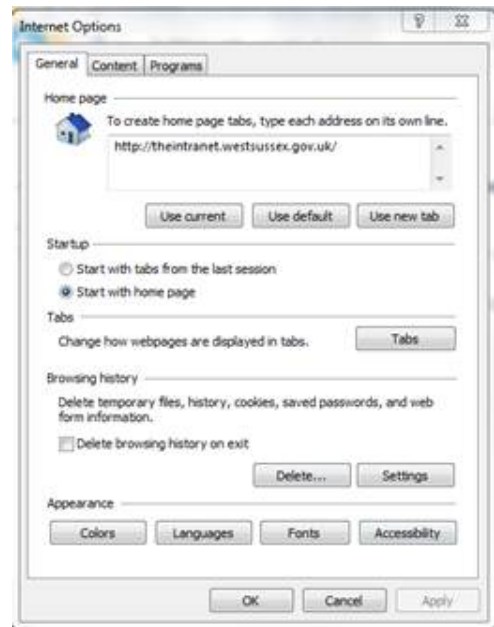 Internet Options
General Content Programs
Home page
To create home page tabs, type each address on its own line.
http://theintranet.westsussex.gov.uk/
Use current Use default Use new tab
Startup
Start with tabs from the last session
Start with home page
Tabs
Change how webpages are displayed in tabs. Tabs
Browsing history
Delete temporary files, history, cookies, saved passwords, and web
form information.
Delete browsing history on exit
Delete... Settings
Appearance
Colors Languages Fonts Accessibility
OK Cancel Apply